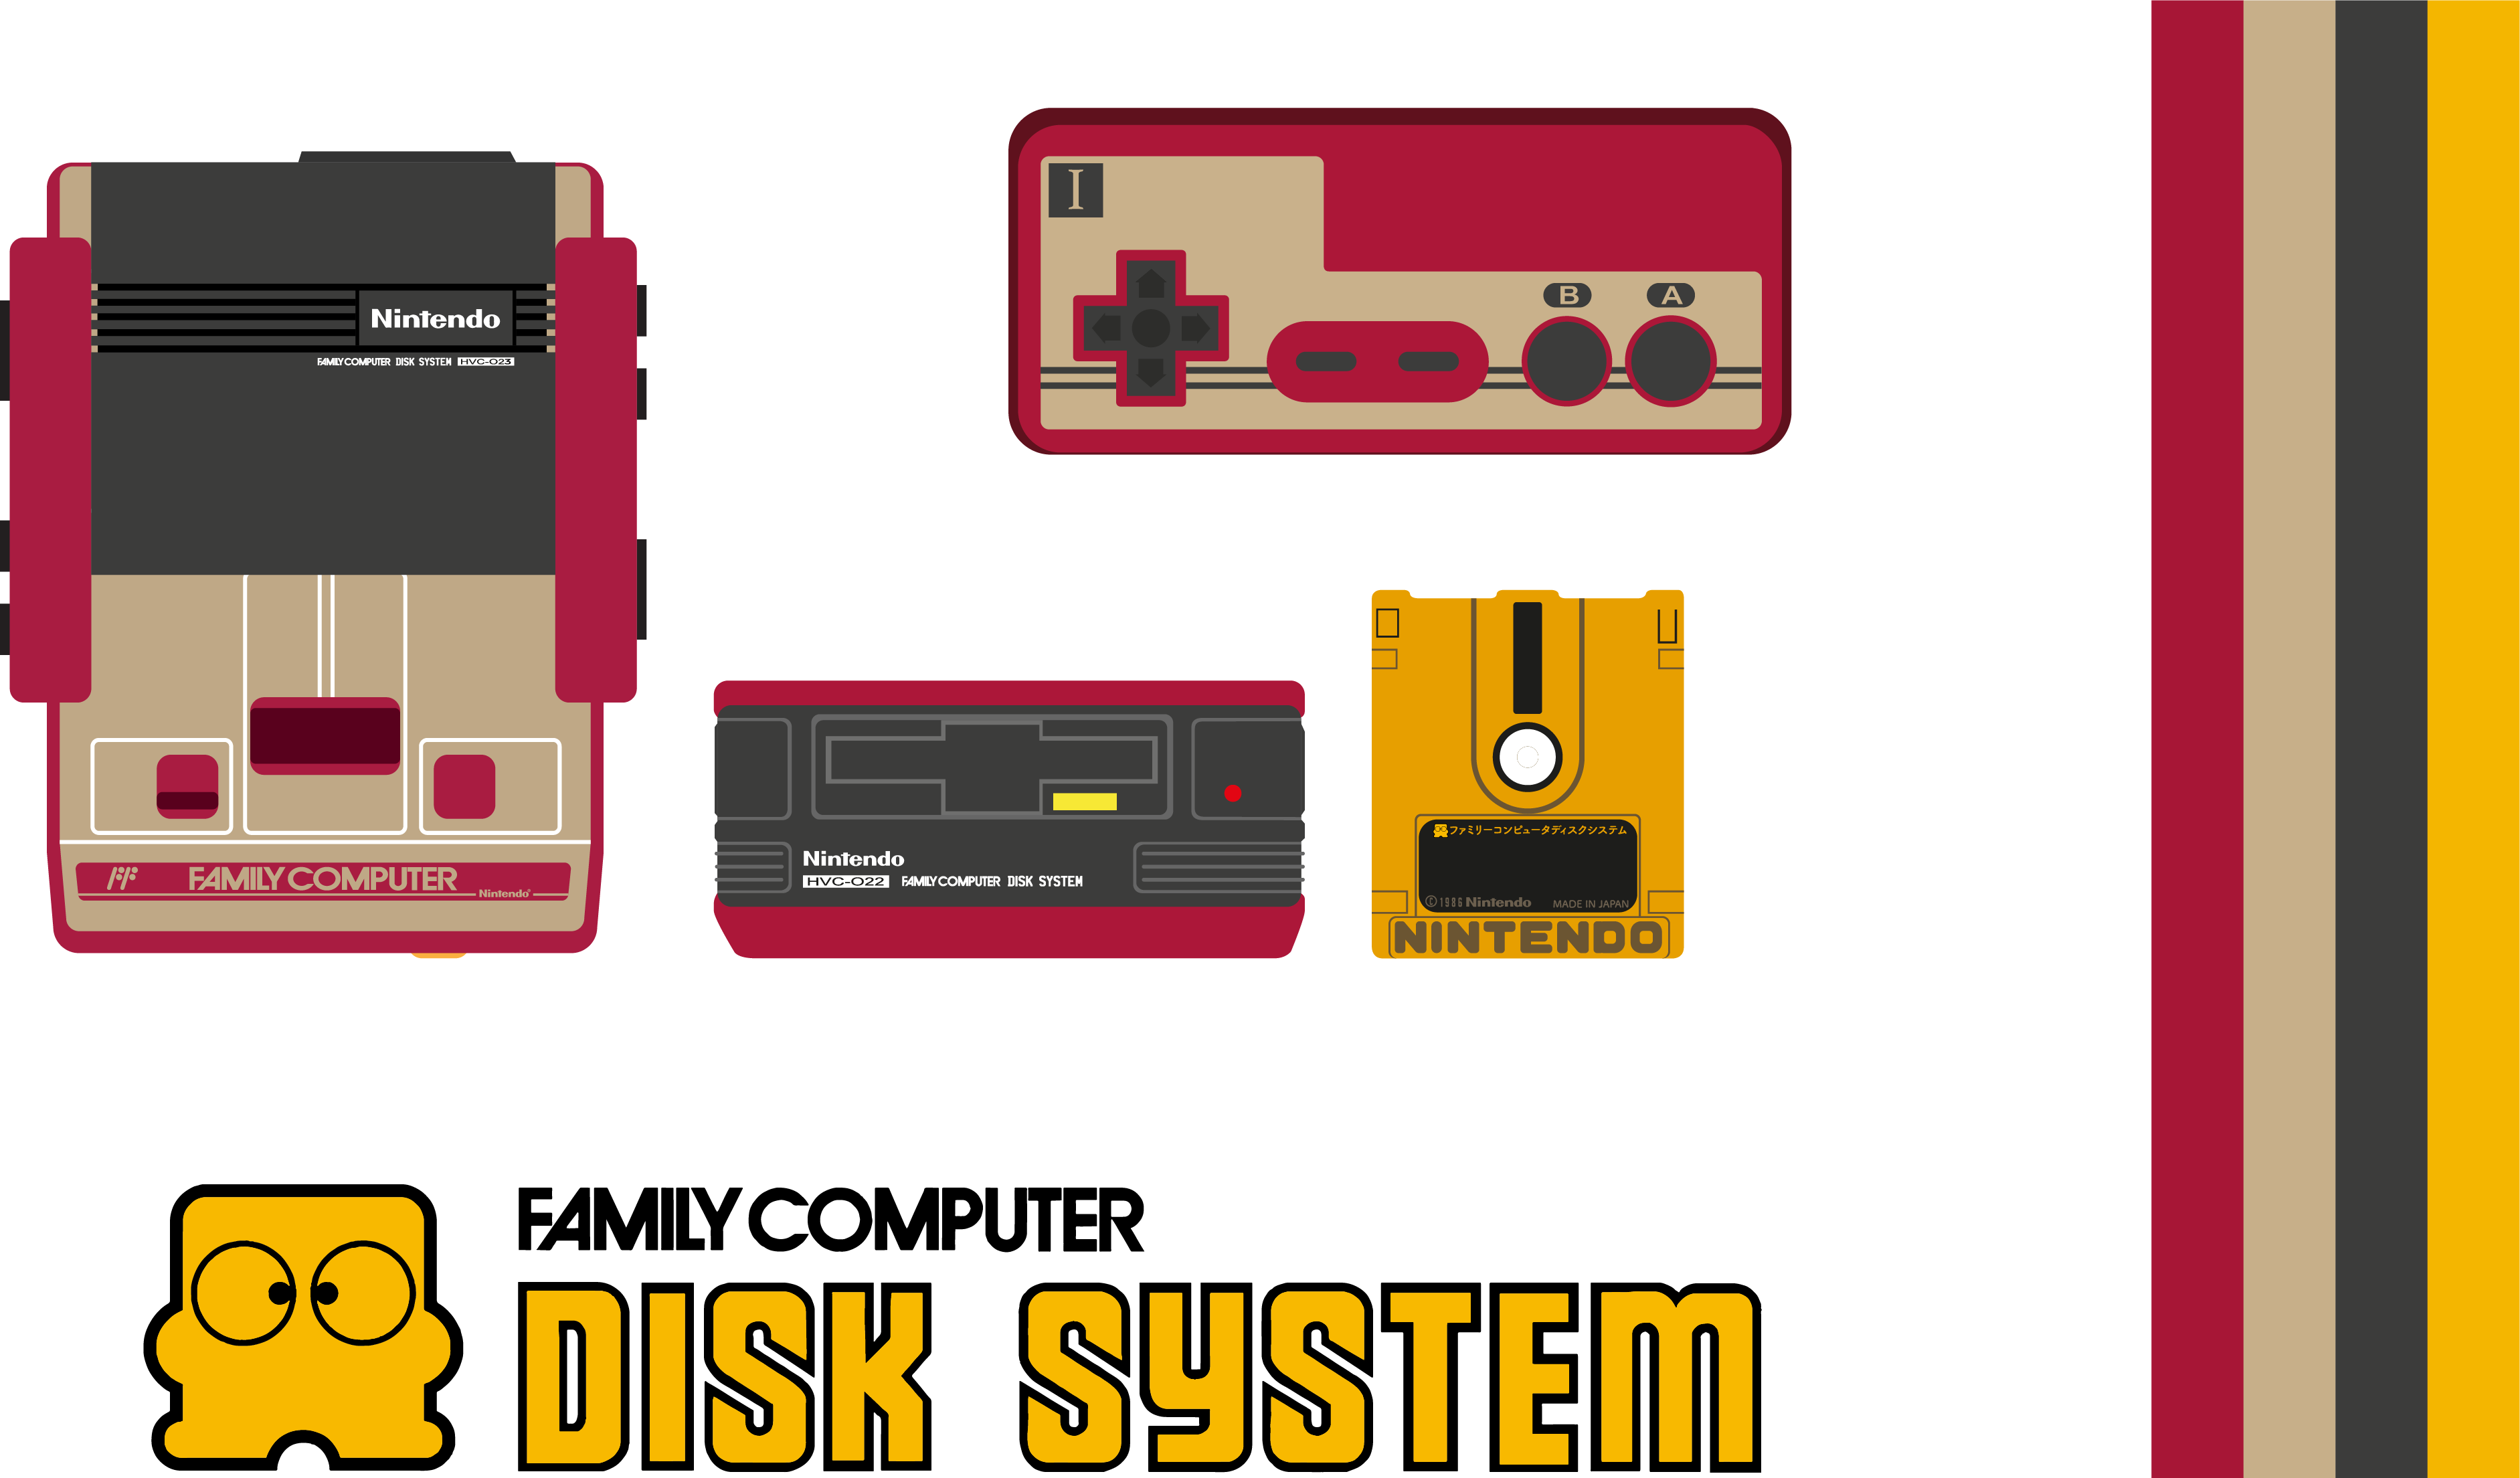 Nintendo
FAMILY COMPUTER DISK SYSTEM HVC-023
FAMILY COMPUTER
Nintendo®
I
B A
Nintendo
HVC-022 FAMILY COMPUTER DISK SYSTEM
ファミリーコンピュータディスクシステム
©1986 Nintendo MADE IN JAPAN
NINTENDO
FAMILY COMPUTER
DISK SYSTEM